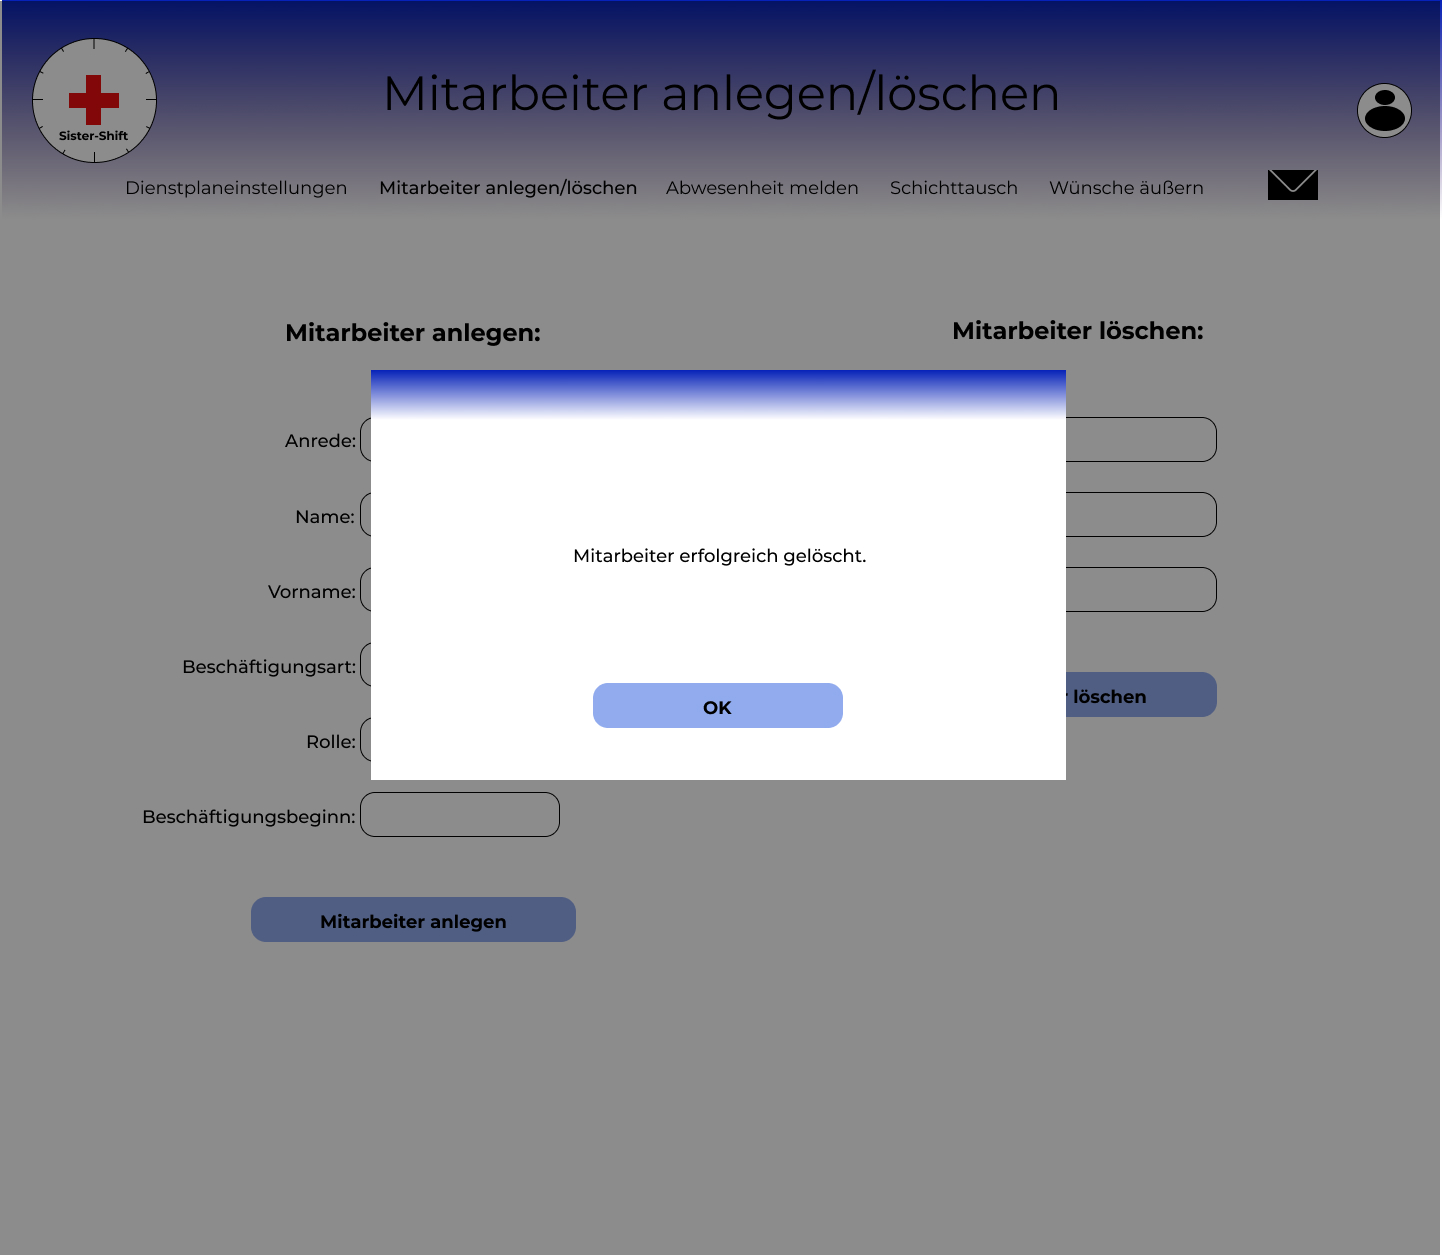 Mitarbeiter anlegen/löschen
Sister-Shift
Dienstplaneinstellungen Mitarbeiter anlegen/löschen Abwesenheit melden Schichttausch Wünsche äußern
Mitarbeiter anlegen:
Mitarbeiter löschen:
Anrede:
Name:
Vorname:
Beschäftigungsart:
Rolle:
Beschäftigungsbeginn:
Mitarbeiter anlegen
Mitarbeiter erfolgreich gelöscht.
OK
löschen